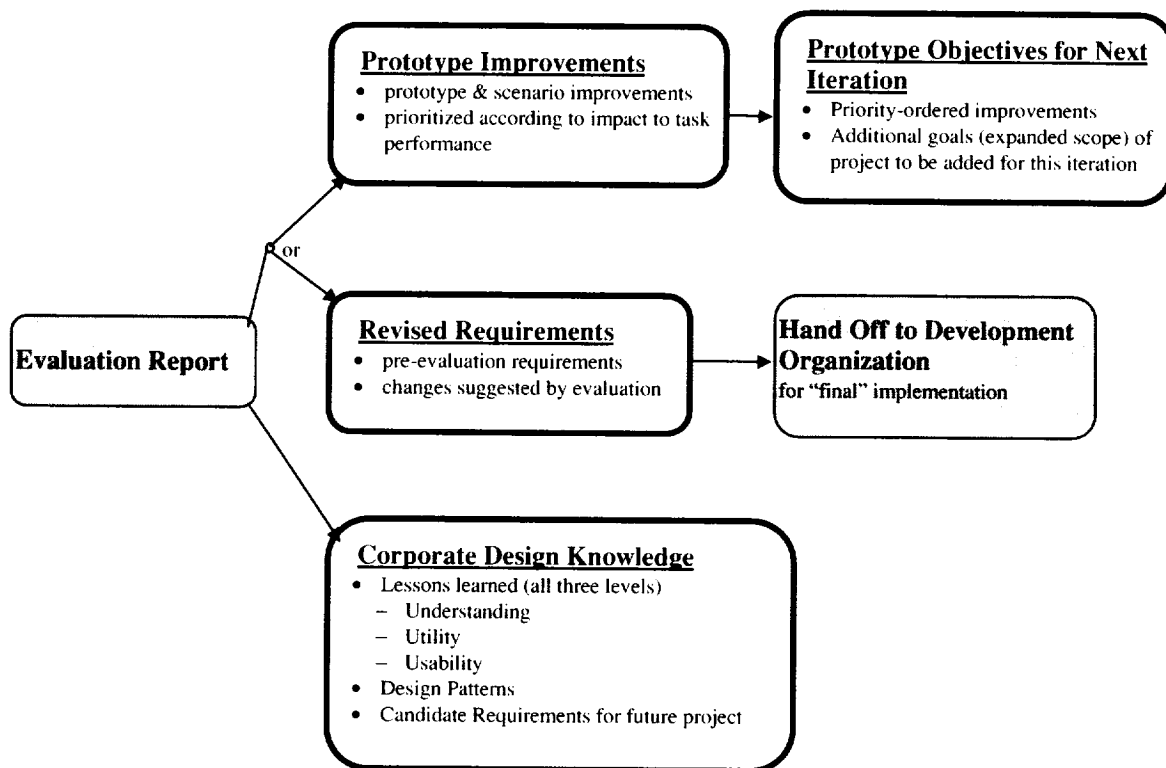 Prototype Improvements
• prototype & scenario improvements
• prioritized according to impact to task
performance
Prototype Objectives for Next
Iteration
• Priority-ordered improvements
• Additional goals (expanded scope) of
project to be added for this iteration
or
Evaluation Report
Revised Requirements
• pre-evaluation requirements
• changes suggested by evaluation
Hand Off to Development
Organization
for “final” implementation
Corporate Design Knowledge
• Lessons learned (all three levels)
– Understanding
– Utility
– Usability
• Design Patterns
• Candidate Requirements for future project